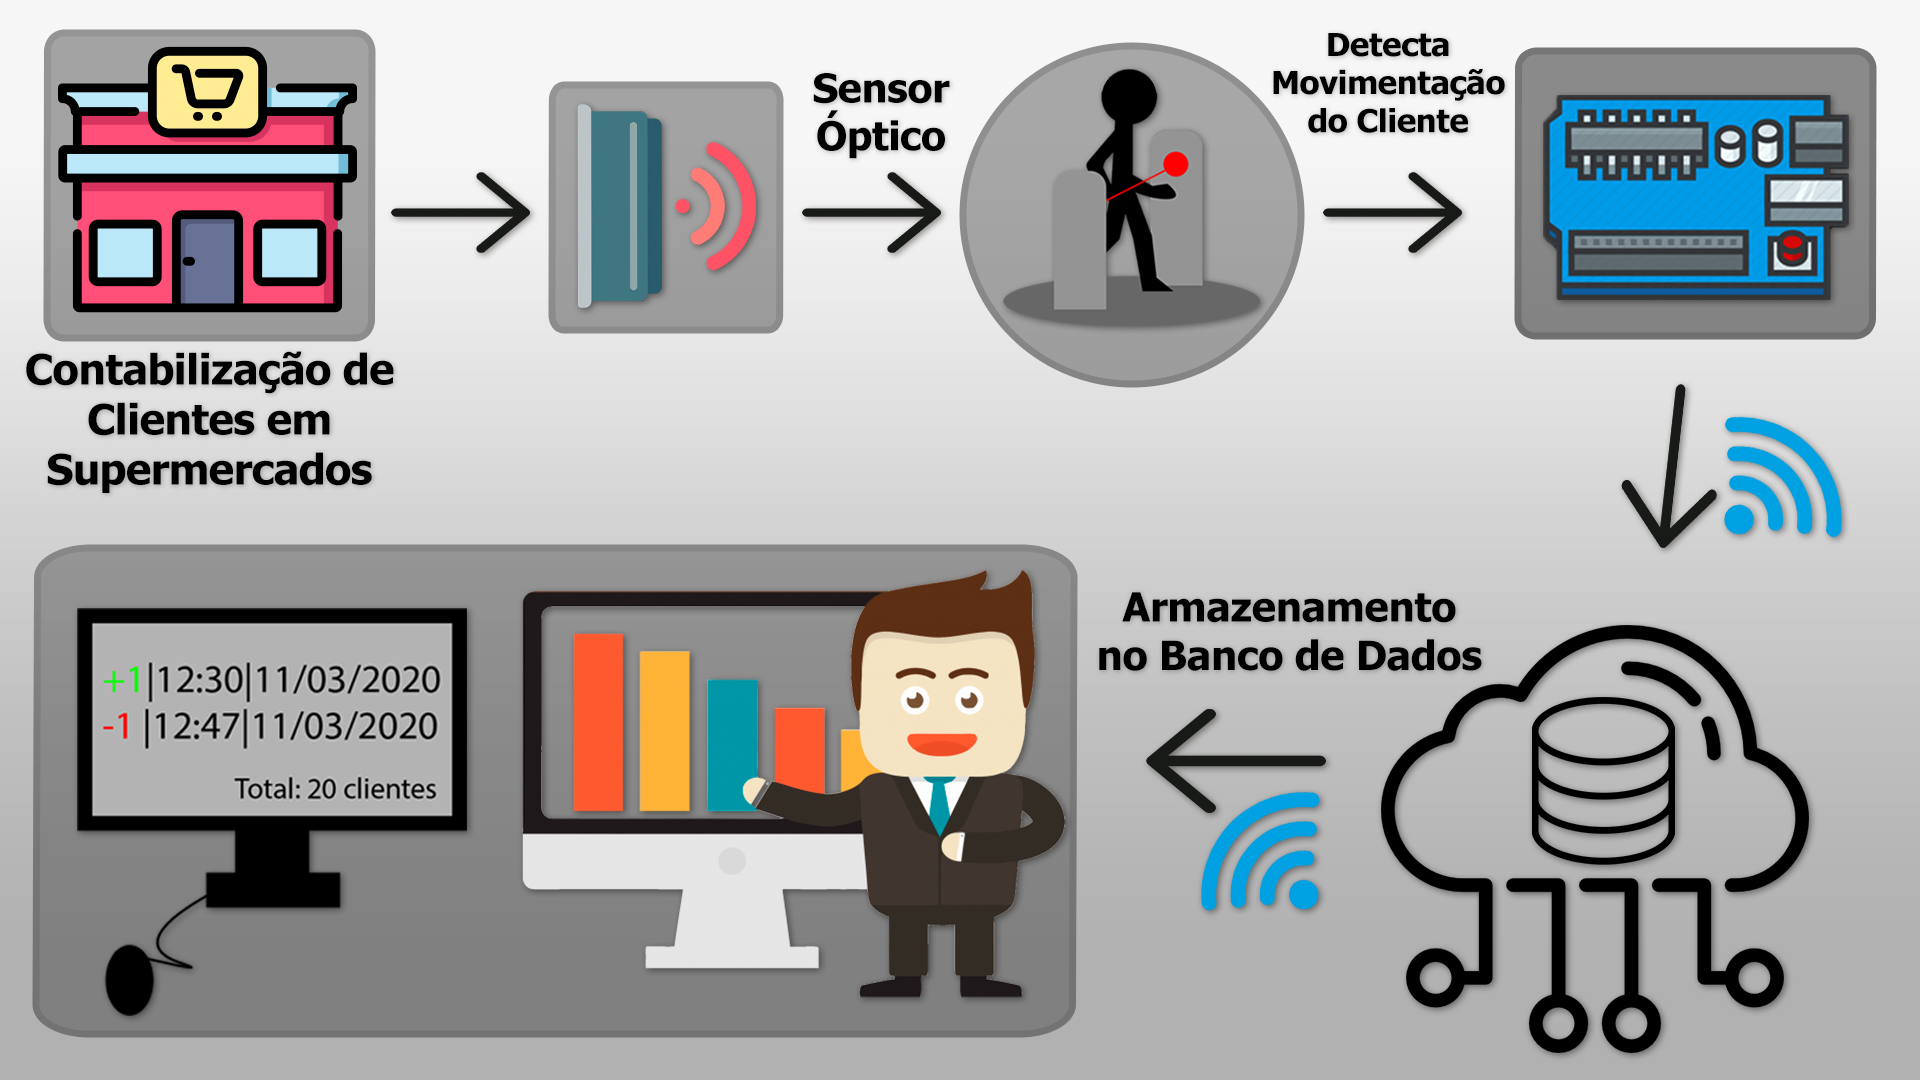 Contabilização de
Clientes em
Supermercados
Sensor
Óptico
Detecta
Movimentação
do Cliente
Armazenamento
no Banco de Dados
+1|12:30|11/03/2020
-1 |12:47|11/03/2020
Total: 20 clientes